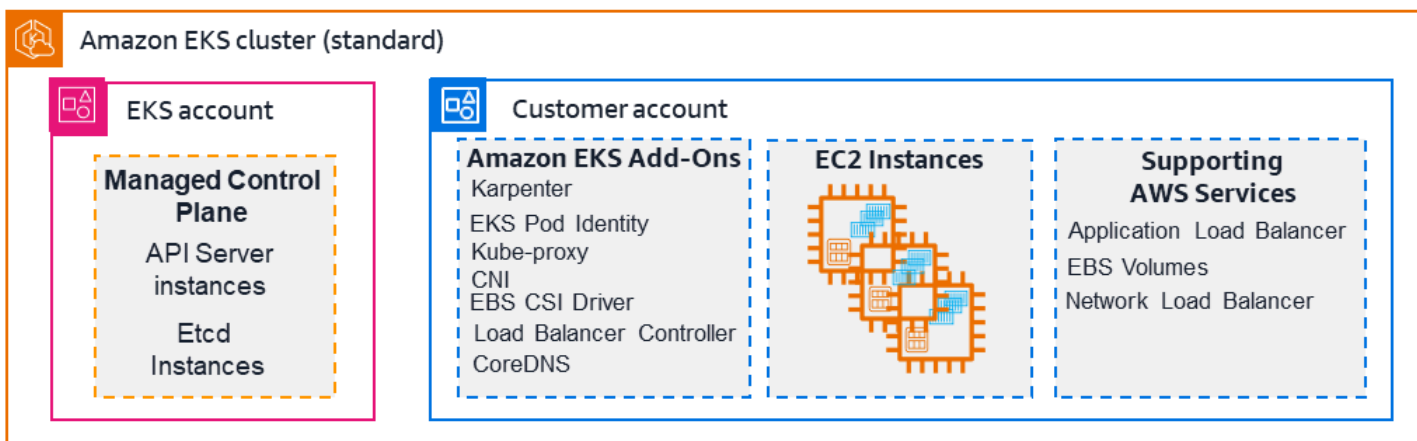 Amazon EKS cluster (standard)
EKS account
Managed Control
Plane
API Server
instances
Etcd
Instances
Customer account
Amazon EKS Add-Ons
Karpenter
EKS Pod Identity
Kube-proxy
CNI
EBS CSI Driver
Load Balancer Controller
CoreDNS
EC2 Instances
Supporting
AWS Services
Application Load Balancer
EBS Volumes
Network Load Balancer